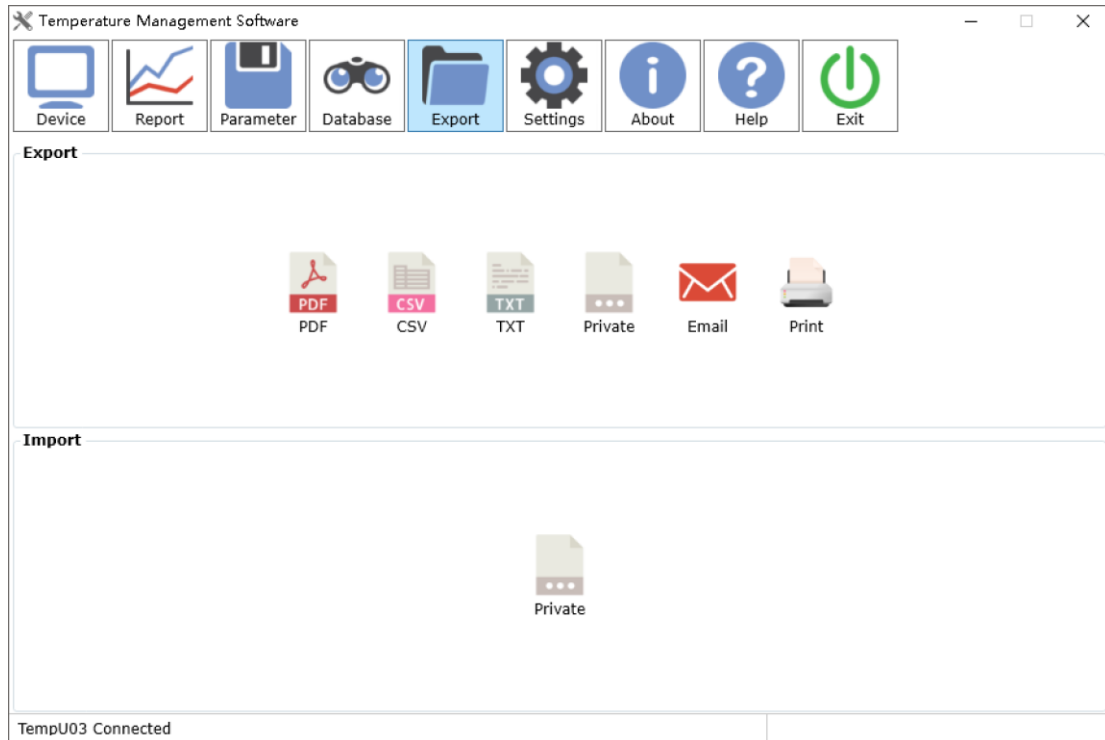 Temperature Management Software
Device Report Parameter Database Export Settings About Help Exit
Export
PDF CSV TXT
PDF CSV TXT Private Email Print
Import
Private
TempU03 Connected